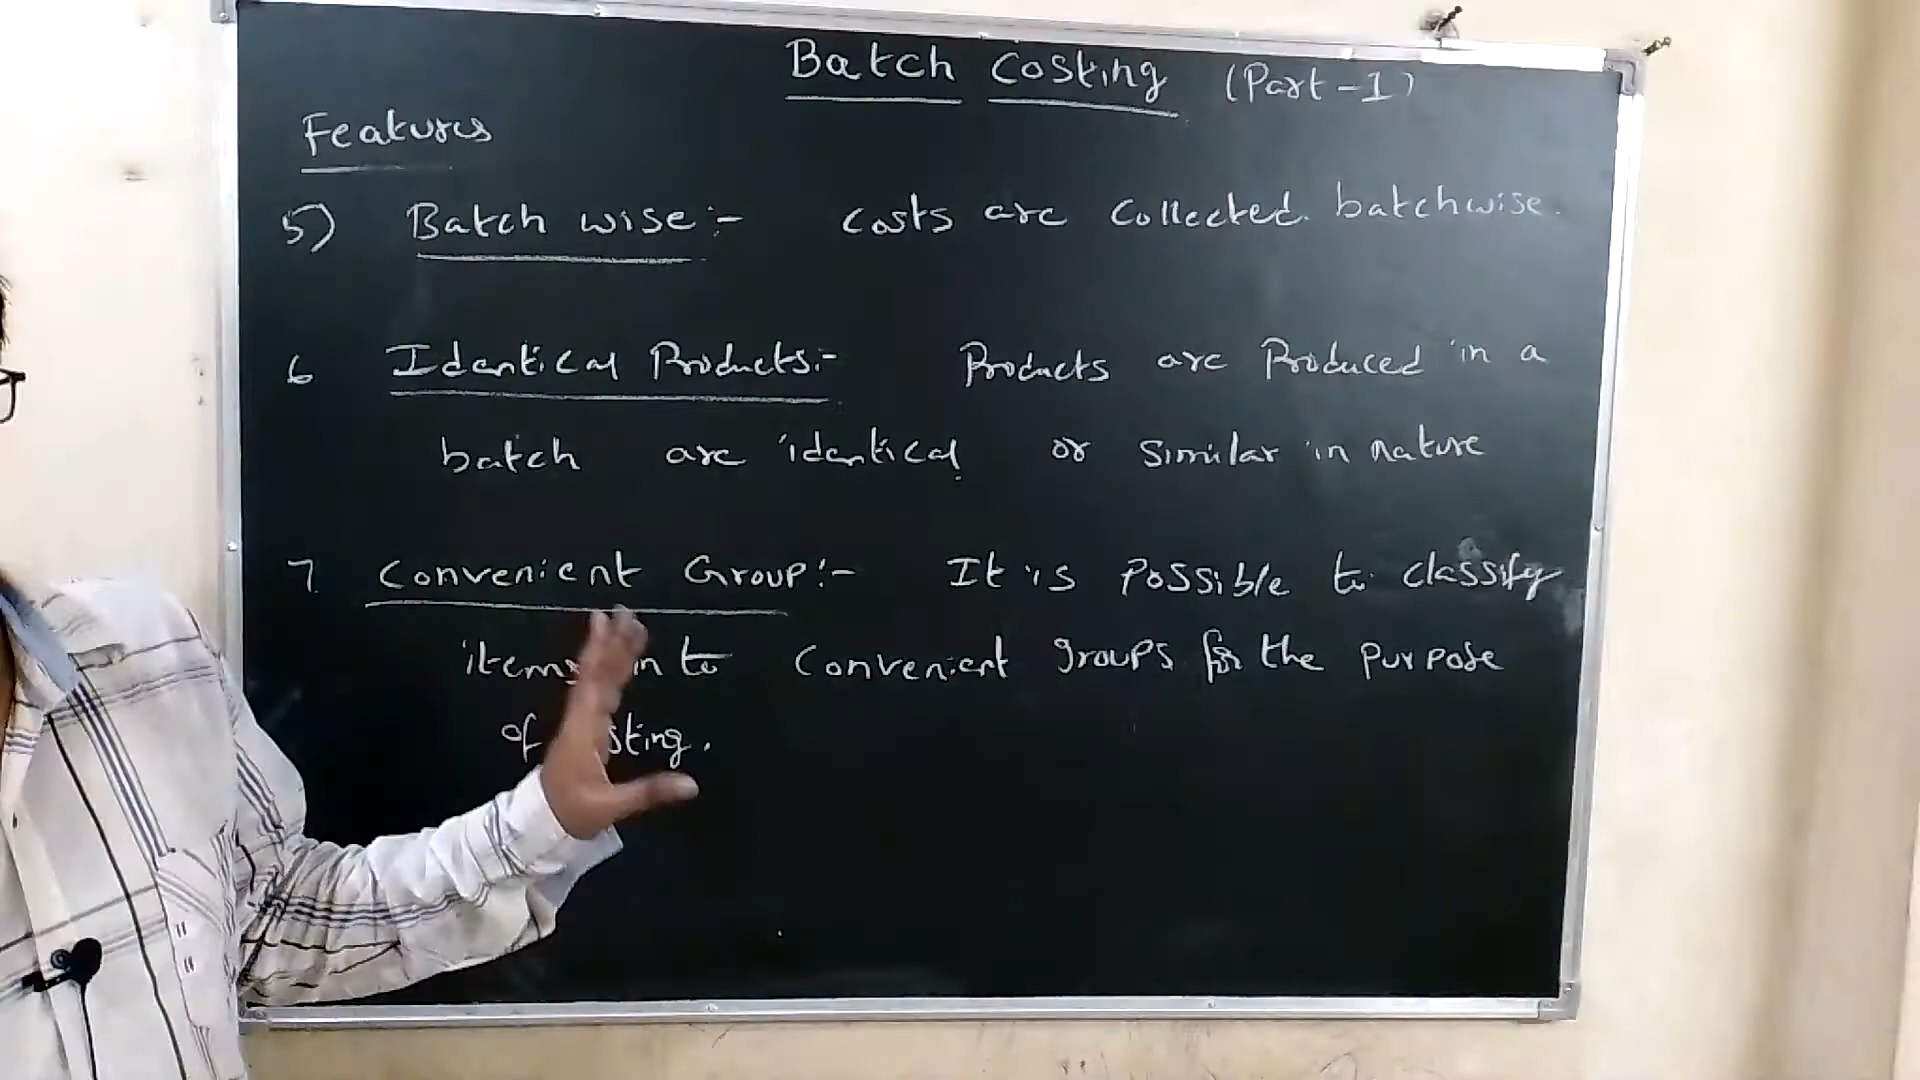 Batch Costing (Part-1)
Features
5) Batch wise:- Costs are Collected batchwise.
6 Identical Products:- Products are Produced in a
batch are identical or Similar in nature
7. Convenient Group:- It is Possible to classify
items into Convenient groups for the purpose
of sting.